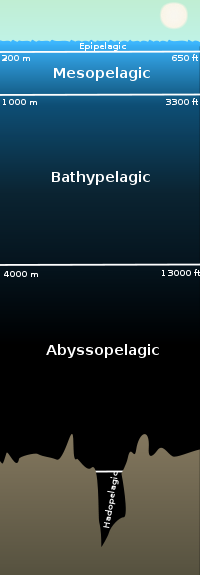 Epipelagic
200 m 650 ft
Mesopelagic
1000 m 3300 ft
Bathypelagic
4000 m 13000 ft
Abyssopelagic
Hadopelagic